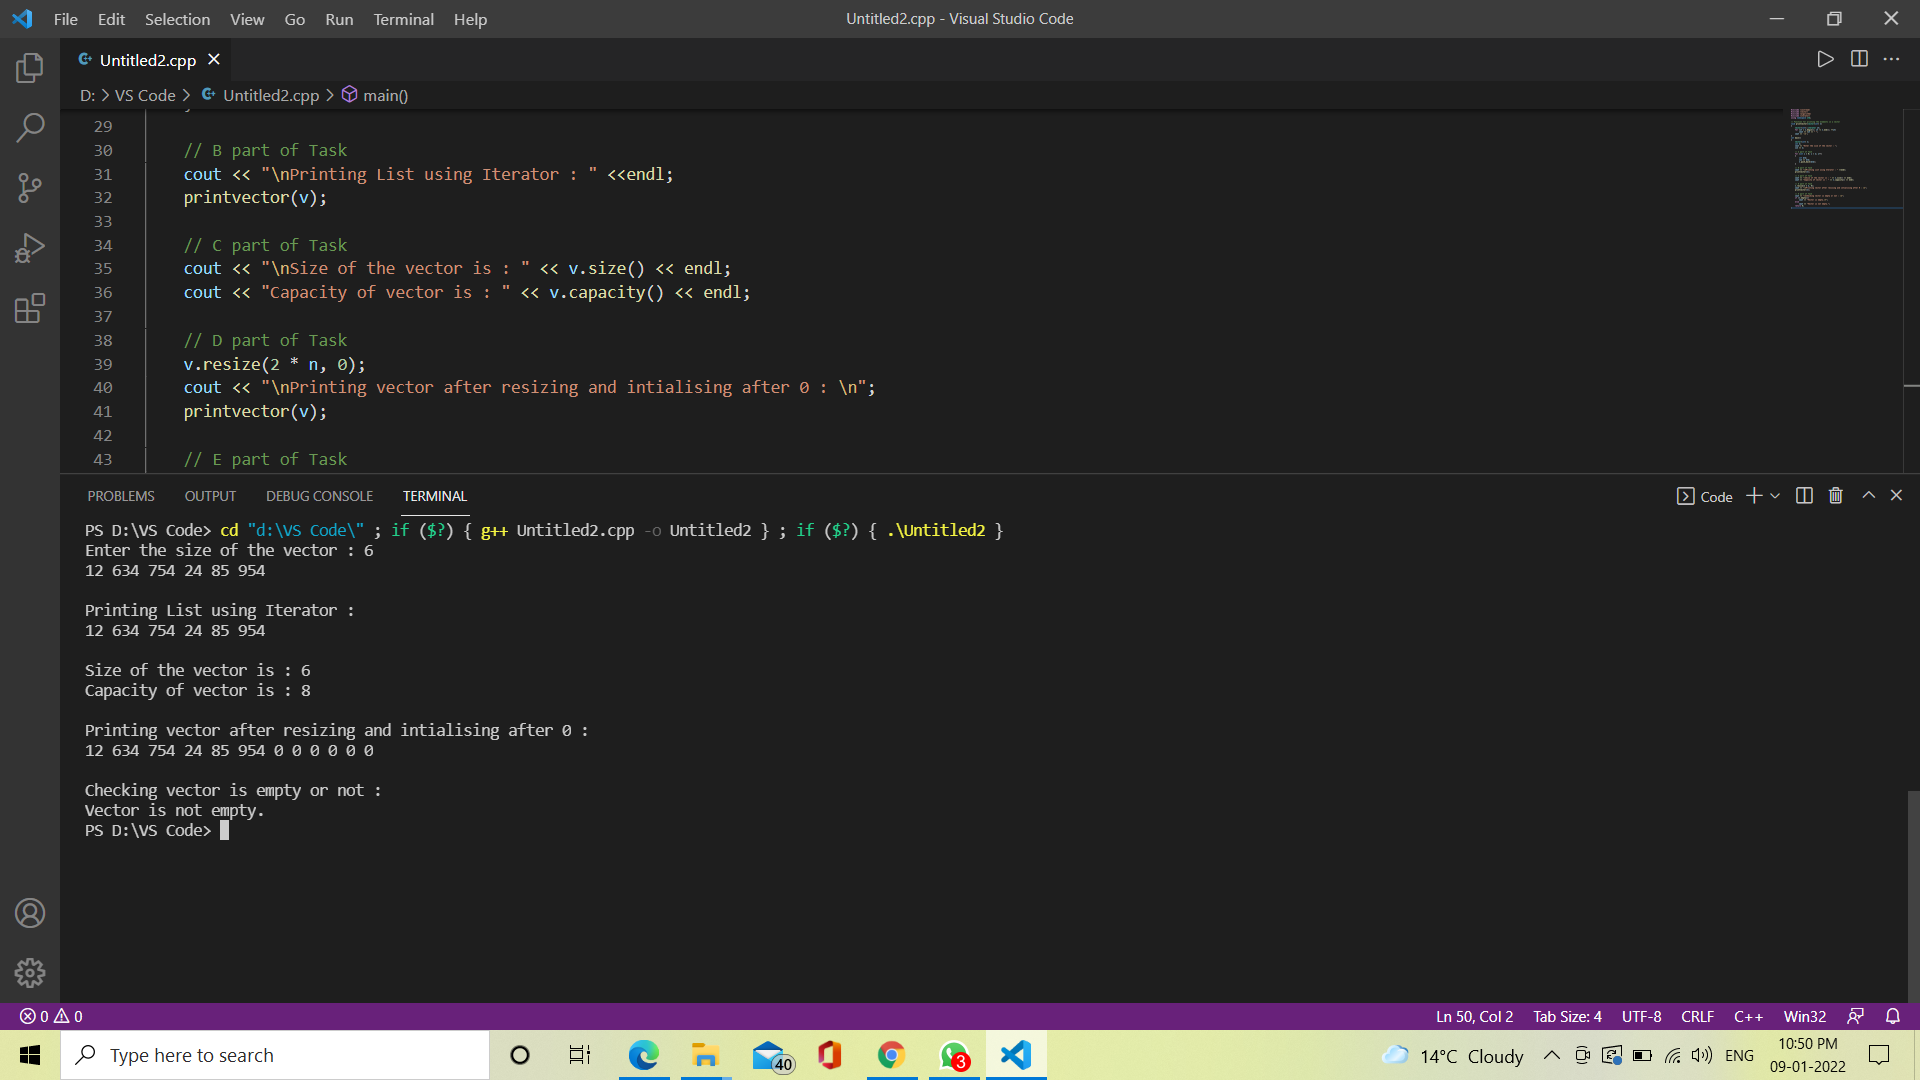 File Edit Selection View Go Run Terminal Help
Untitled2.cpp - Visual Studio Code
Untitled2.cpp
D: > VS Code > Untitled2.cpp > main()
29
30 // B part of Task
31 cout << "\nPrinting List using Iterator : " <<endl;
32 printvector(v);
33
34 // C part of Task
35 cout << "\nSize of the vector is : " << v.size() << endl;
36 cout << "Capacity of vector is : " << v.capacity() << endl;
37
38 // D part of Task
39 v.resize(2 * n, 0);
40 cout << "\nPrinting vector after resizing and intialising after 0 : \n";
41 printvector(v);
42
43 // E part of Task
PROBLEMS OUTPUT DEBUG CONSOLE TERMINAL
Code
PS D:\VS Code> cd "d:\VS Code\" ; if ($?) { g++ Untitled2.cpp -o Untitled2 } ; if ($?) { .\Untitled2 }
Enter the size of the vector : 6
12 634 754 24 85 954
Printing List using Iterator :
12 634 754 24 85 954
Size of the vector is : 6
Capacity of vector is : 8
Printing vector after resizing and intialising after 0 :
12 634 754 24 85 954 0 0 0 0 0 0
Checking vector is empty or not :
Vector is not empty.
PS D:\VS Code>
0 0
Ln 50, Col 2 Tab Size: 4 UTF-8 CRLF C++ Win32
Type here to search
40
3
14°C Cloudy
ENG
10:50 PM
09-01-2022